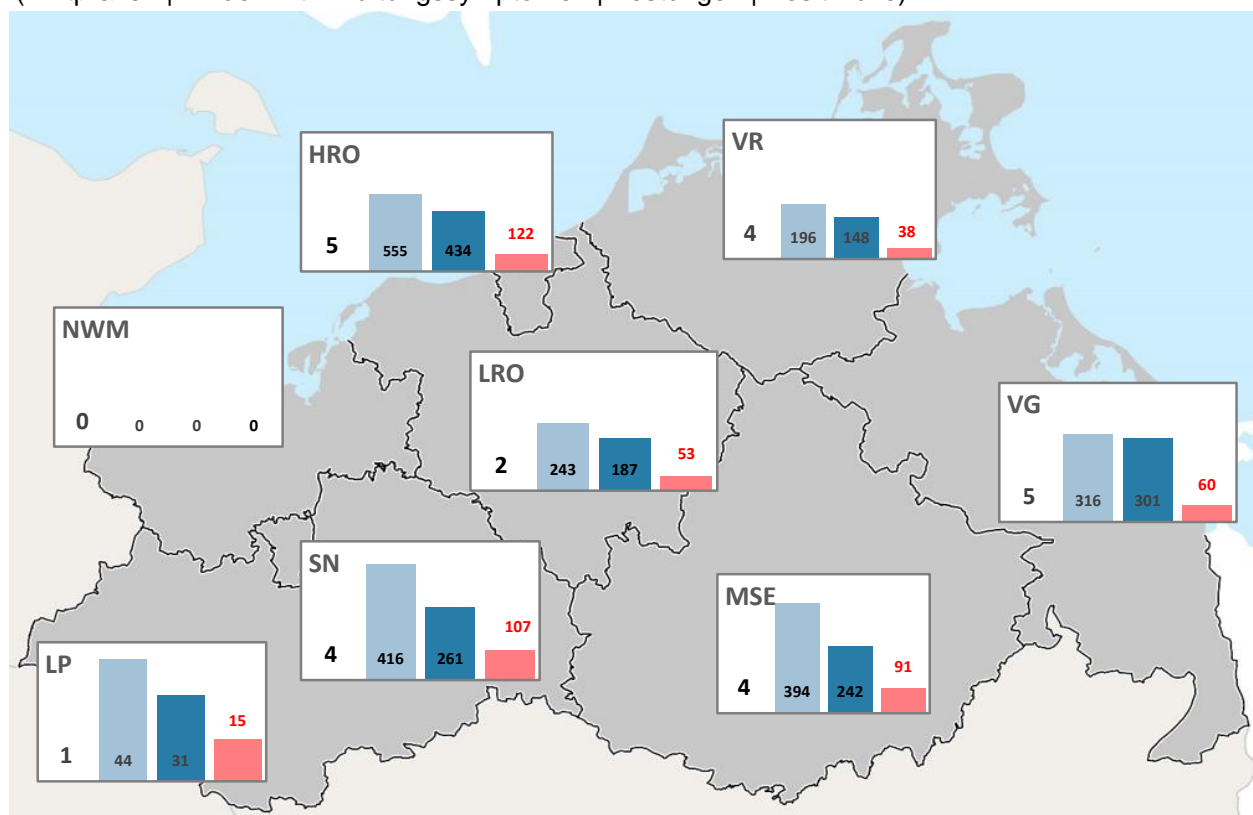 HRO
5 555 434 122
VR
4 196 148 38
NWM
0 0 0 0
LRO
2 243 187 53
VG
5 316 301 60
SN
4 416 261 107
MSE
4 394 242 91
LP
1 44 31 15